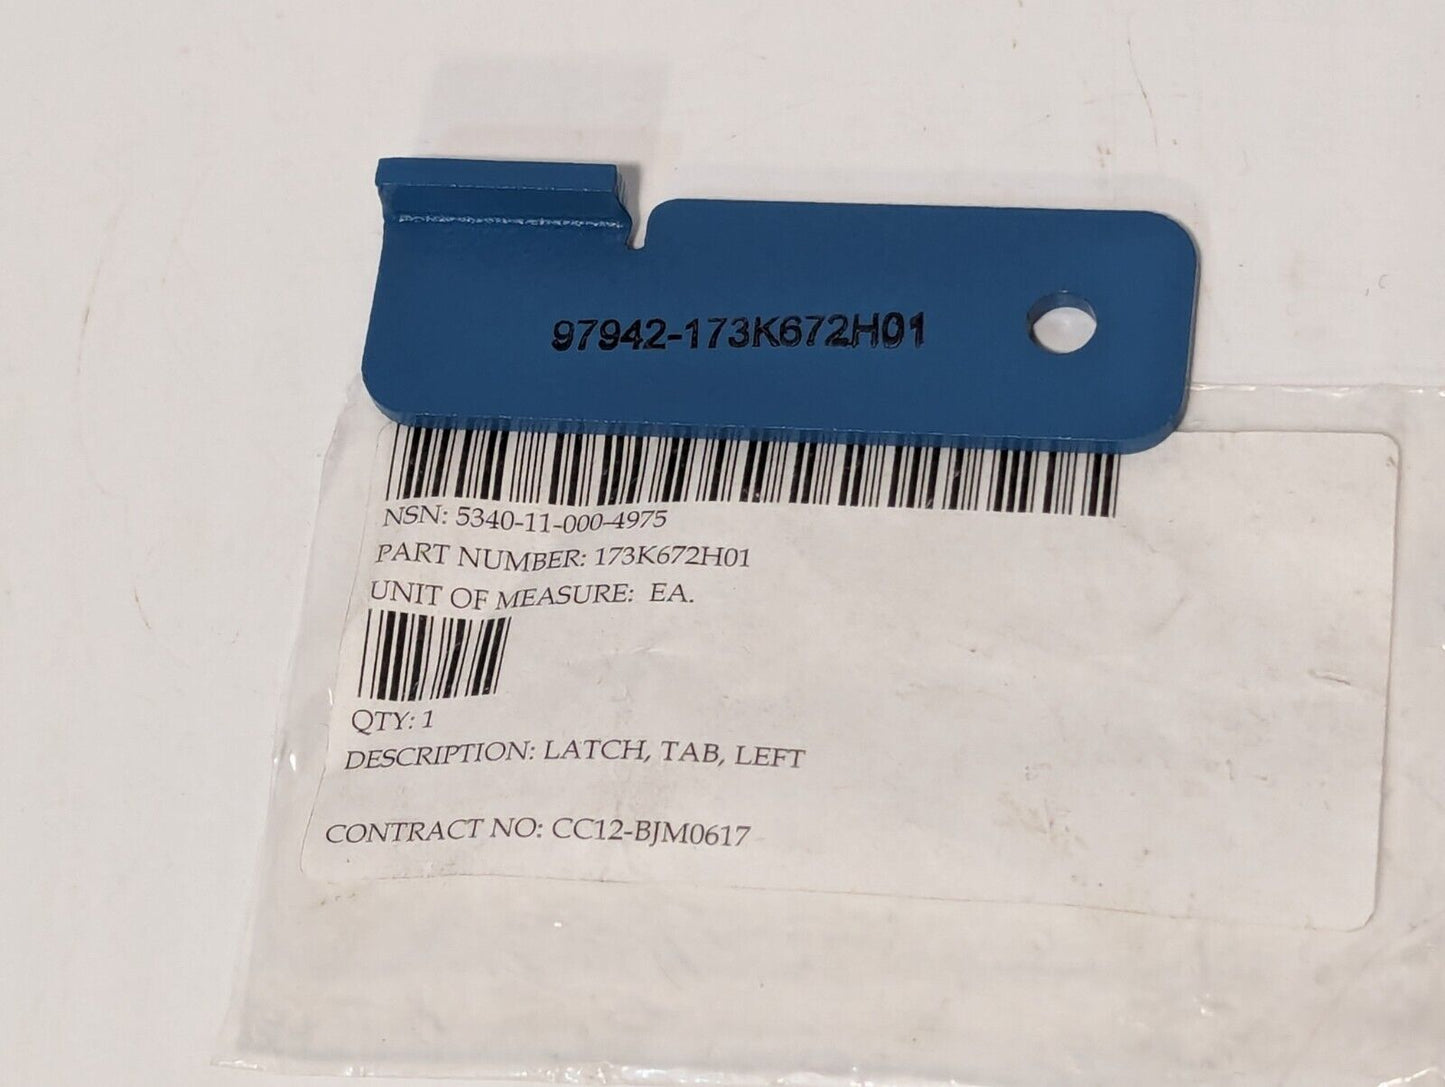 97942-173K672H01
NSN: 5340-11-000-4975
PART NUMBER: 173K672H01
UNIT OF MEASURE: EA.
QTY: 1
DESCRIPTION: LATCH, TAB, LEFT
CONTRACT NO: CC12-BJM0617